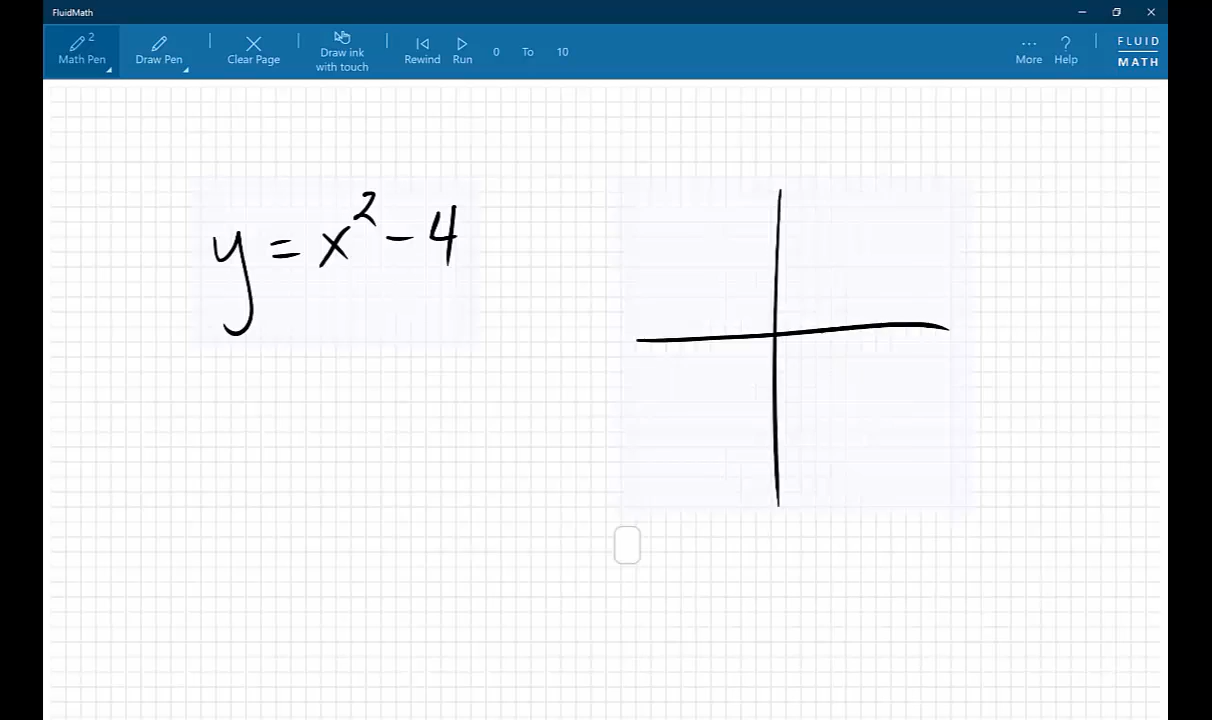 FluidMath
2
Math Pen
Draw Pen
Clear Page
Draw ink
with touch
Rewind
Run
0
To
10
More
Help
FLUID
MATH
y = x² - 4